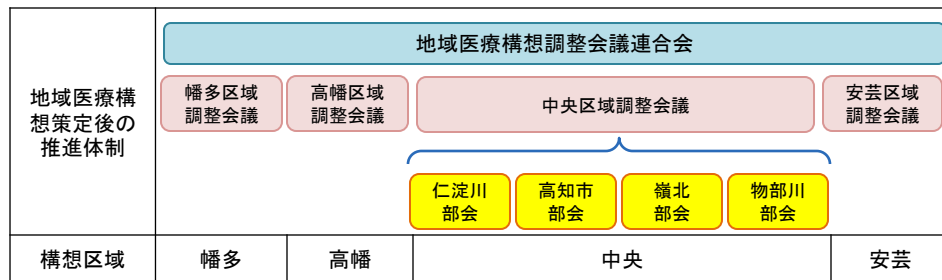 地域医療構想策定後の推進体制
地域医療構想調整会議連合会
幡多区域
調整会議
高幡区域
調整会議
中央区域調整会議
安芸区域
調整会議
仁淀川
部会
高知市
部会
嶺北
部会
物部川
部会
構想区域
幡多
高幡
中央
安芸